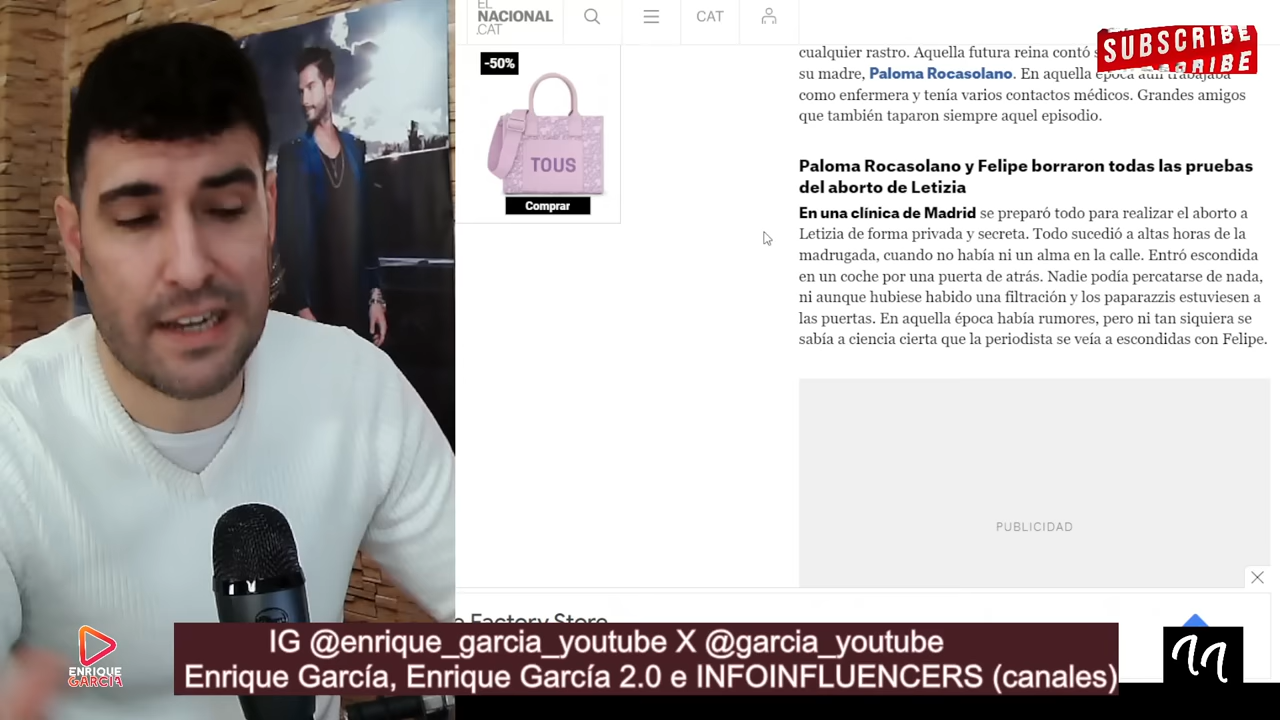 EL
NACIONAL
.CAT
CAT
SUBSCRIBE
-50%
TOUS
Comprar
cualquier rastro. Aquella futura reina contó
su madre, Paloma Rocasolano. En aquella época aún trabajaba
como enfermera y tenía varios contactos médicos. Grandes amigos
que también taparon siempre aquel episodio.
Paloma Rocasolano y Felipe borraron todas las pruebas
del aborto de Letizia
En una clínica de Madrid se preparó todo para realizar el aborto a
Letizia de forma privada y secreta. Todo sucedió a altas horas de la
madrugada, cuando no había ni un alma en la calle. Entró escondida
en un coche por una puerta de atrás. Nadie podía percatarse de nada,
ni aunque hubiese habido una filtración y los paparazzis estuviesen a
las puertas. En aquella época había rumores, pero ni tan siquiera se
sabía a ciencia cierta que la periodista se veía a escondidas con Felipe.
PUBLICIDAD
Factory Store
IG @enrique_garcia_youtube X @garcia_youtube
Enrique García, Enrique García 2.0 e INFOINFLUENCERS (canales)
ENRIQUE
GARCÍA